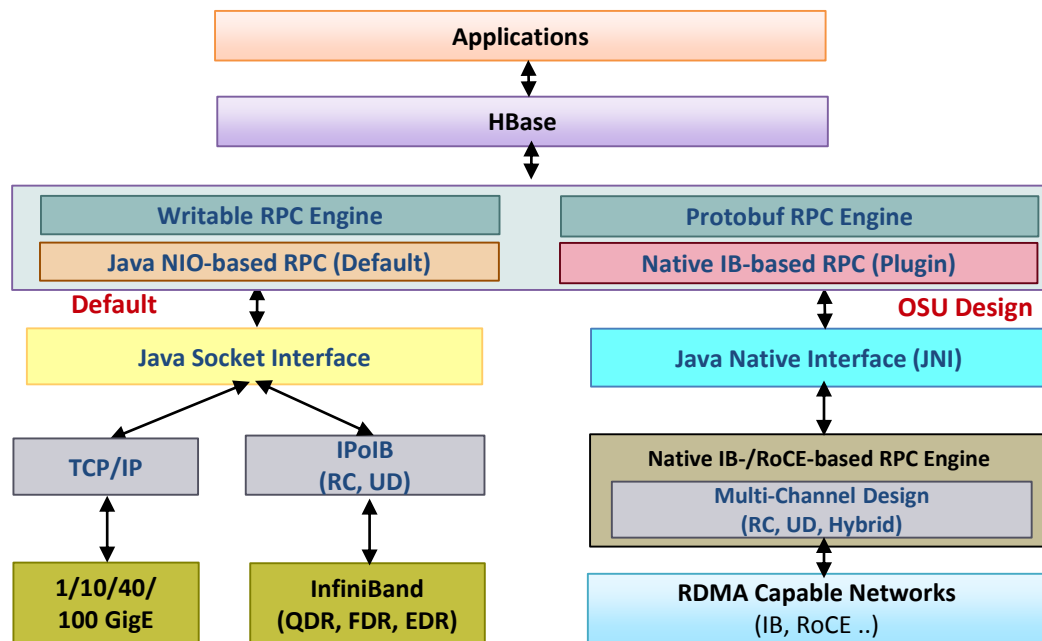 Applications
HBase
Writable RPC Engine
Protobuf RPC Engine
Java NIO-based RPC (Default)
Native IB-based RPC (Plugin)
Default
OSU Design
Java Socket Interface
Java Native Interface (JNI)
TCP/IP
IPoIB
(RC, UD)
Native IB-/RoCE-based RPC Engine
Multi-Channel Design
(RC, UD, Hybrid)
1/10/40/
100 GigE
InfiniBand
(QDR, FDR, EDR)
RDMA Capable Networks
(IB, RoCE ..)